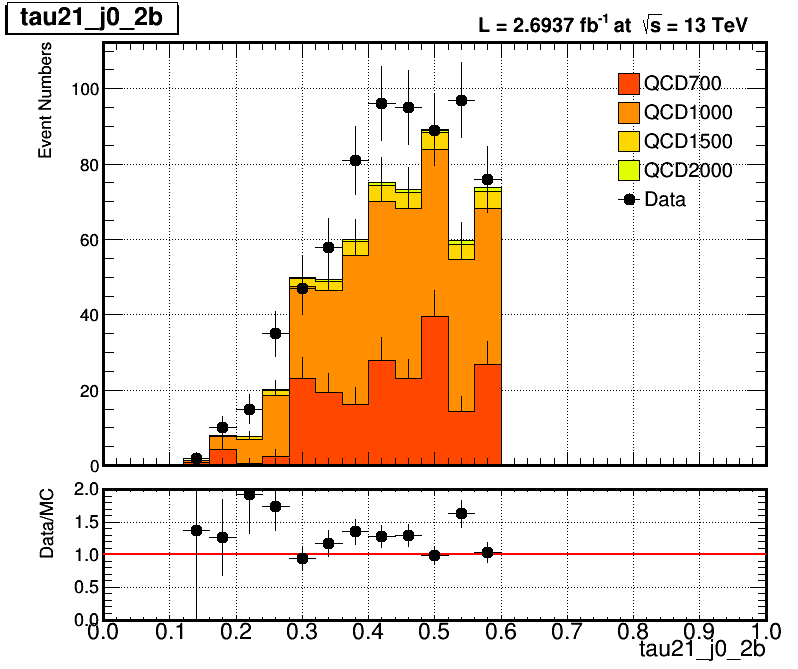 tau21_j0_2b
L = 2.6937 fb-1 at √s = 13 TeV
Event Numbers
100
80
60
40
20
0
QCD700
QCD1000
QCD1500
QCD2000
Data
Data/MC
2.0
1.5
1.0
0.5
0.0
0.0 0.1 0.2 0.3 0.4 0.5 0.6 0.7 0.8 0.9 1.0
tau21_j0_2b